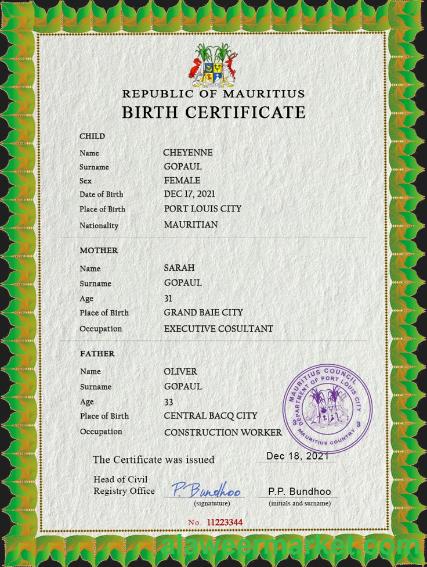 REPUBLIC OF MAURITIUS
BIRTH CERTIFICATE
CHILD
Name CHEYENNE
Surname GOPAUL
Sex FEMALE
Date of Birth DEC 17, 2021
Place of Birth PORT LOUIS CITY
Nationality MAURITIAN
MOTHER
Name SARAH
Surname GOPAUL
Age 31
Place of Birth GRAND BAIE CITY
Occupation EXECUTIVE COSULTANT
FATHER
Name OLIVER
Surname GOPAUL
Age 33
Place of Birth CENTRAL BACQ CITY
Occupation CONSTRUCTION WORKER
MAURITIUS COUNCIL
DEPARTMENT OF PORT LOUIS CITY
MAURITIUS COUNTRY
The Certificate was issued Dec 18, 2021
Head of Civil
Registry Office P. Bundhoo P.P. Bundhoo
(signatuture) (initials and surname)
No. 11223344